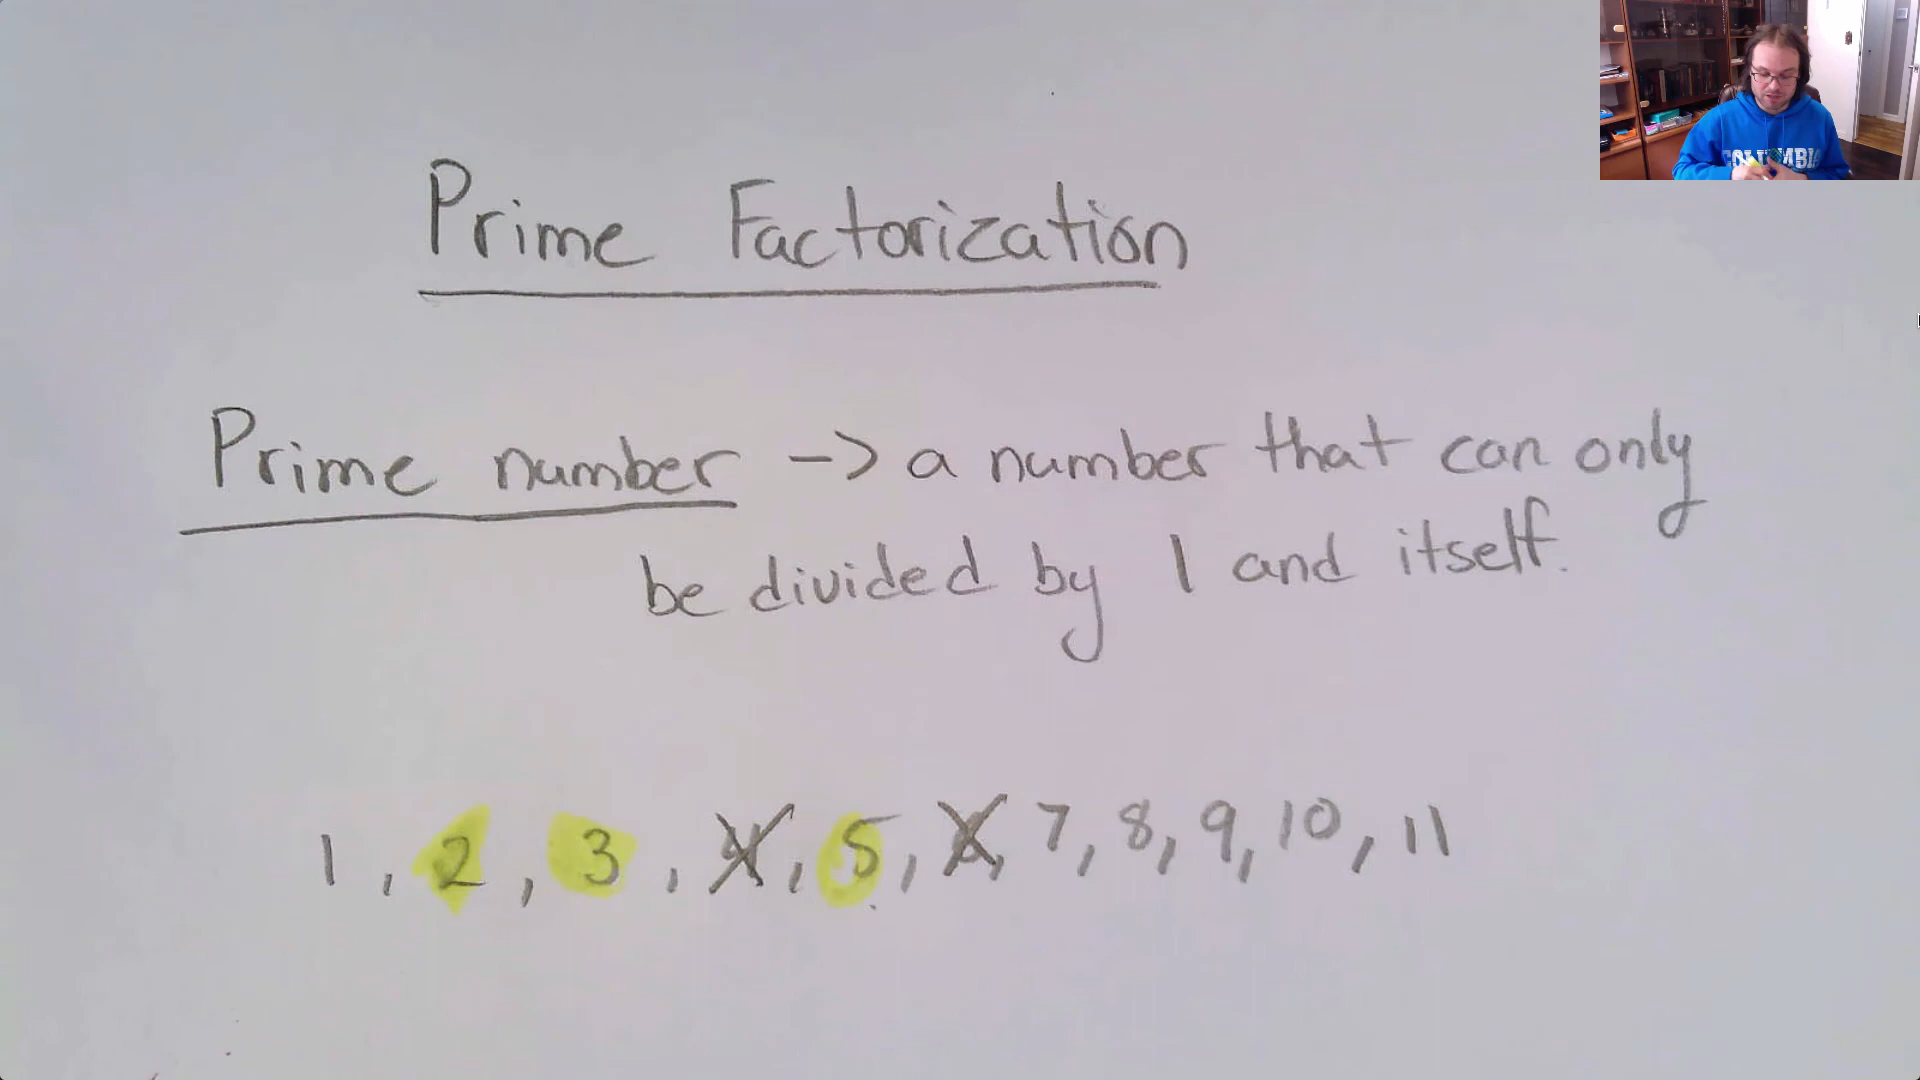 COLUMBIA
Prime Factorization
Prime number -> a number that can only
be divided by 1 and itself.
1, 2, 3, 4, 5, 6, 7, 8, 9, 10, 11